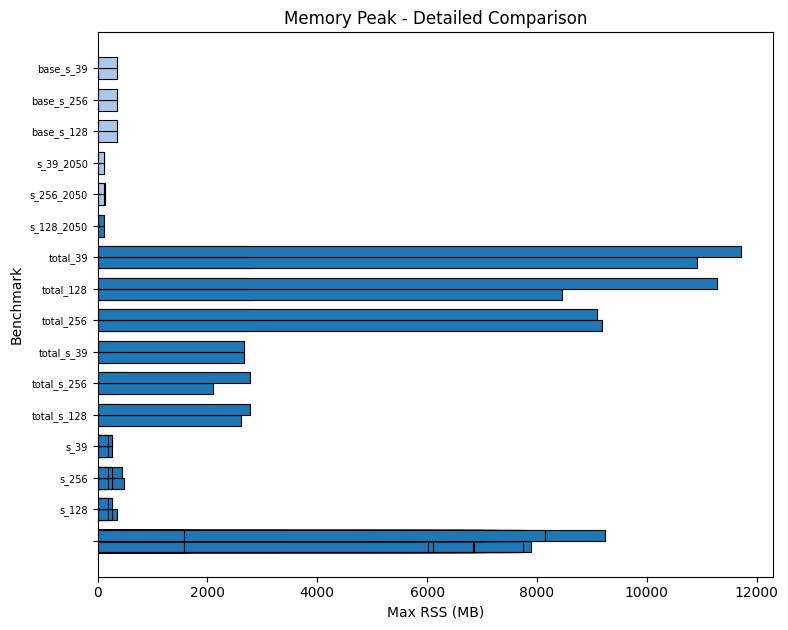 Memory Peak - Detailed Comparison
base_s_39
base_s_256
base_s_128
s_39_2050
s_256_2050
s_128_2050
total_39
total_128
total_256
total_s_39
total_s_256
total_s_128
s_39
s_256
s_128
Benchmark
0 2000 4000 6000 8000 10000 12000
Max RSS (MB)